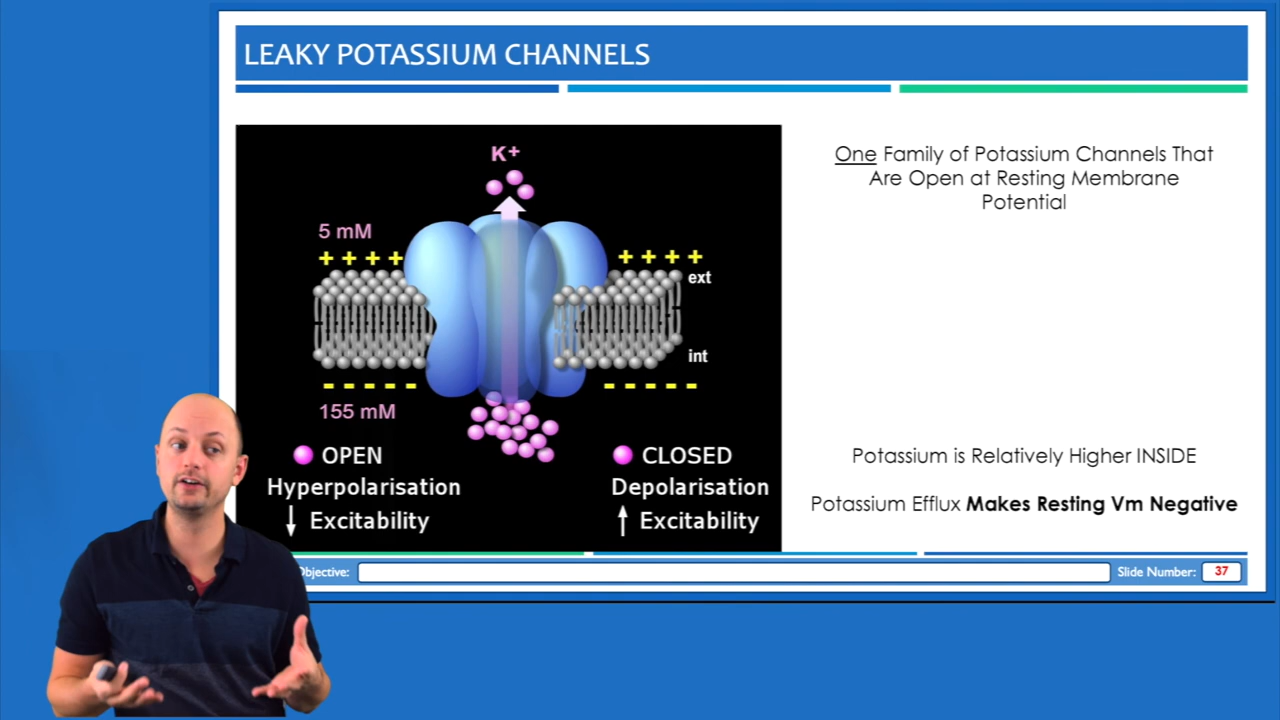 LEAKY POTASSIUM CHANNELS
K+
5 mM
+ + + +
+ + + +
ext
int
- - - - -
- - - - -
155 mM
OPEN
Hyperpolarisation
↓ Excitability
CLOSED
Depolarisation
↑ Excitability
One Family of Potassium Channels That
Are Open at Resting Membrane
Potential
Potassium is Relatively Higher INSIDE
Potassium Efflux Makes Resting Vm Negative
Objective:
Slide Number:
37